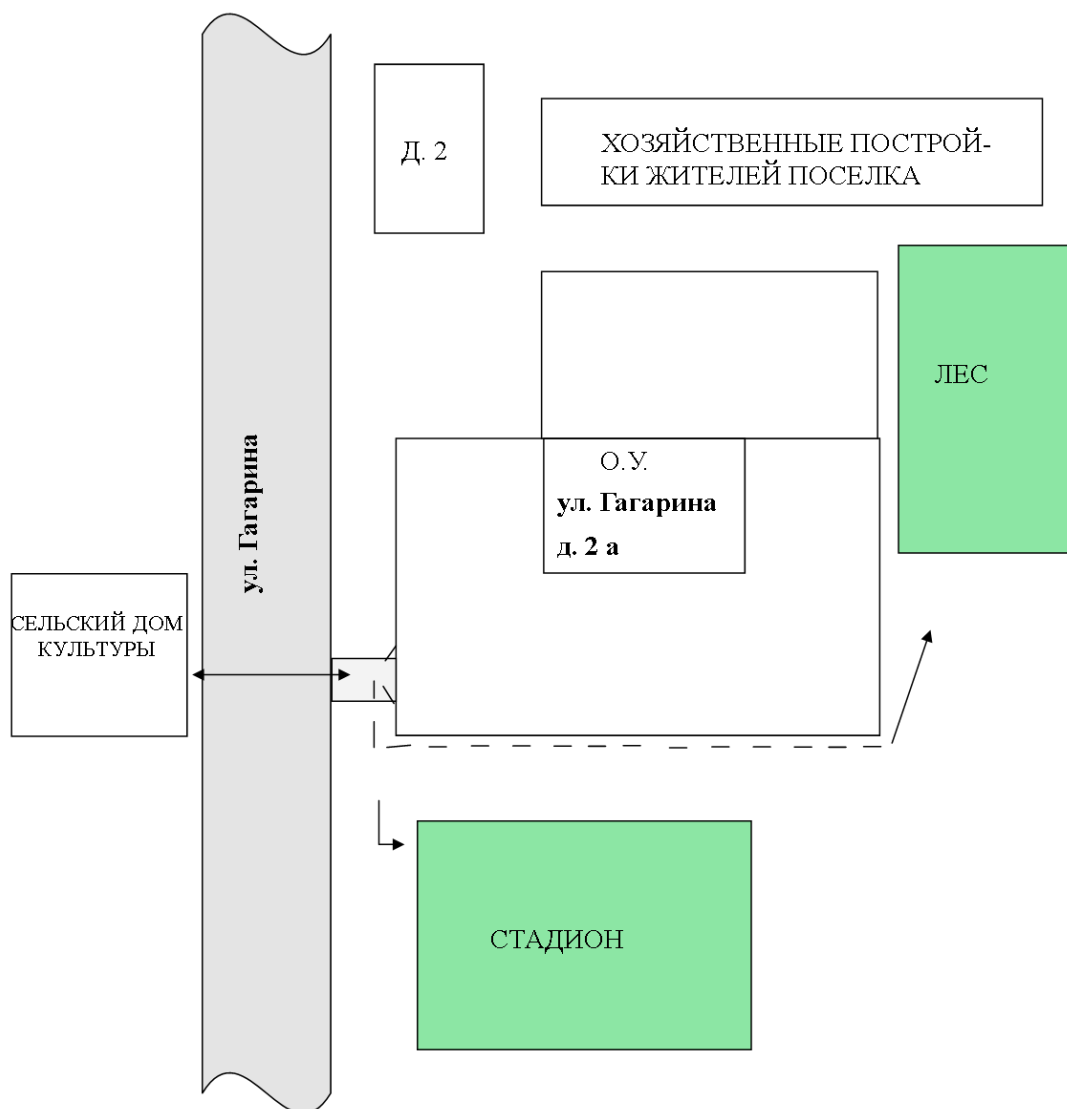 Д. 2
ХОЗЯЙСТВЕННЫЕ ПОСТРОЙ-
КИ ЖИТЕЛЕЙ ПОСЕЛКА
ЛЕС
ул. Гагарина
О.У.
ул. Гагарина
д. 2 а
СЕЛЬСКИЙ ДОМ
КУЛЬТУРЫ
СТАДИОН